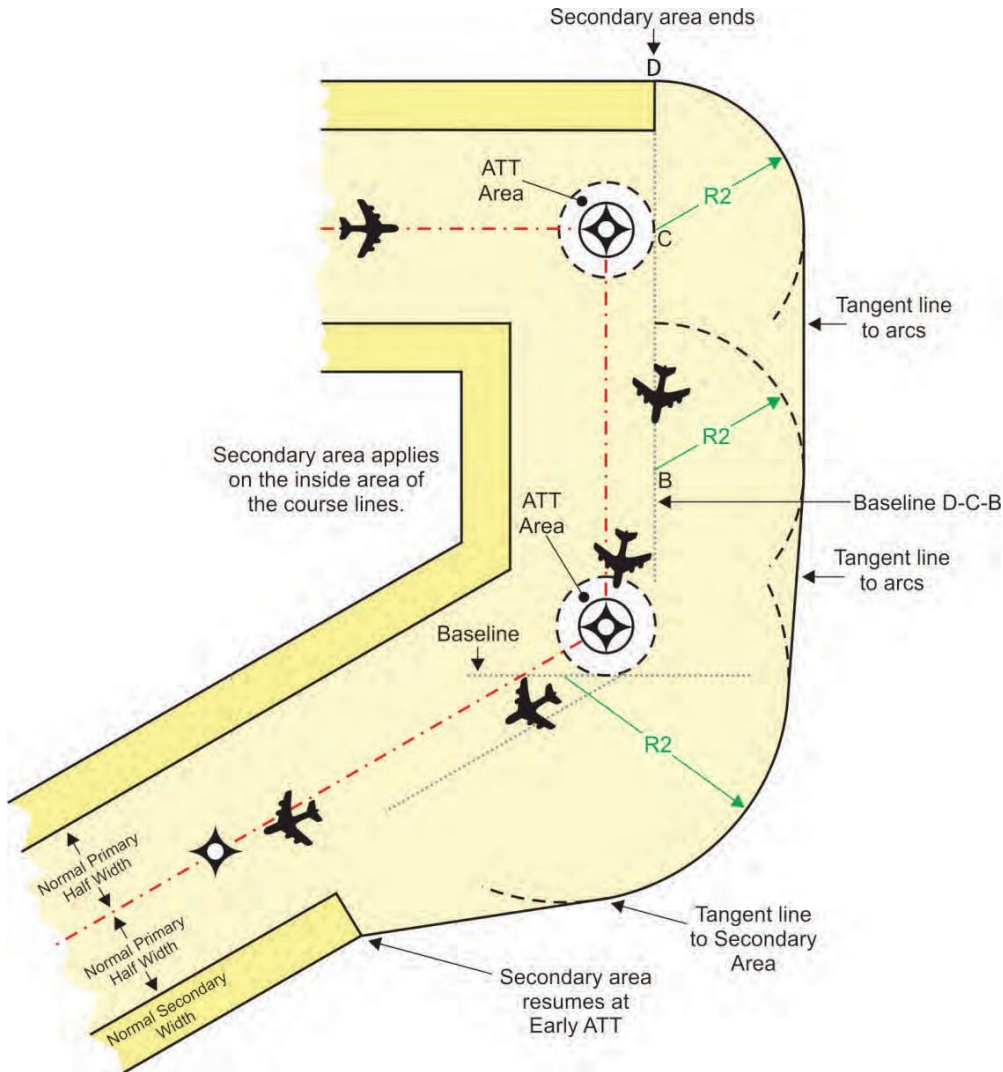 Secondary area ends
D
ATT
Area
R2
C
Tangent line
to arcs
Secondary area applies
on the inside area of
the course lines.
R2
B
ATT
Area
Baseline D-C-B
Tangent line
to arcs
Baseline
R2
Normal Primary
Half Width
Normal Primary
Half Width
Normal Secondary
Width
Tangent line
to Secondary
Area
Secondary area
resumes at
Early ATT